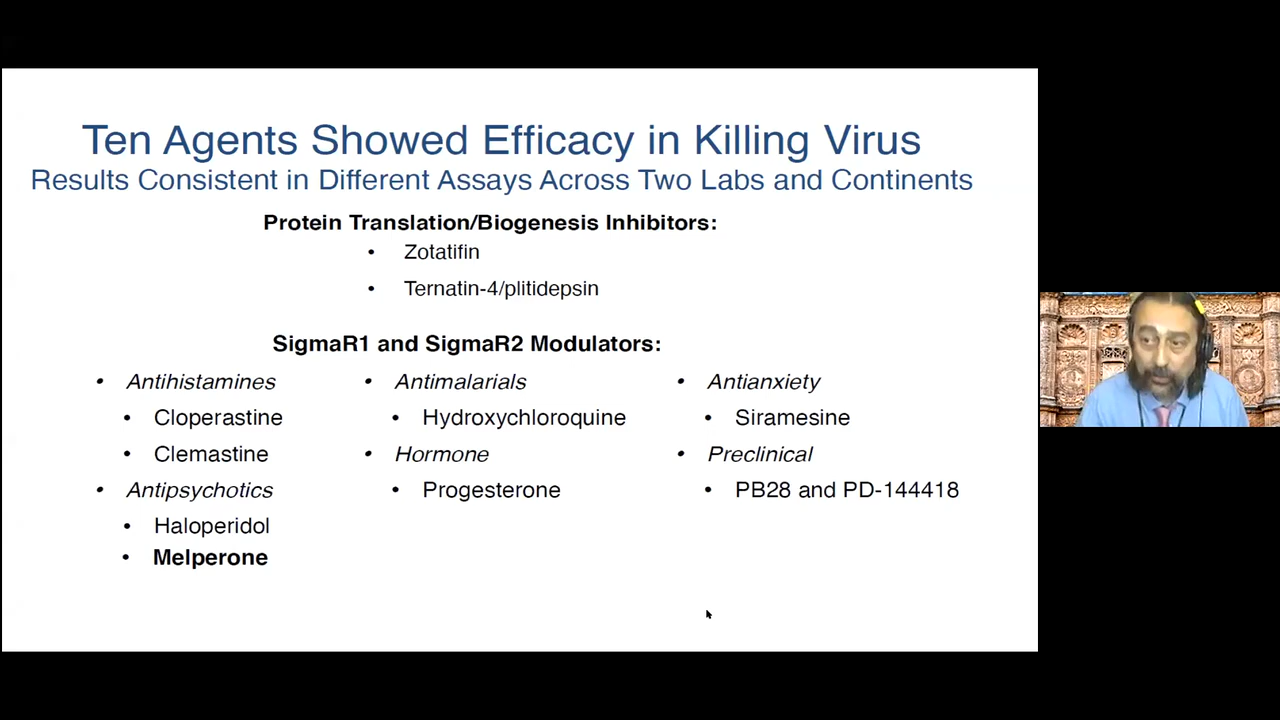 Ten Agents Showed Efficacy in Killing Virus
Results Consistent in Different Assays Across Two Labs and Continents
Protein Translation/Biogenesis Inhibitors:
• Zotatifin
• Ternatin-4/plitidepsin
SigmaR1 and SigmaR2 Modulators:
• Antihistamines
• Cloperastine
• Clemastine
• Antipsychotics
• Haloperidol
• Melperone
• Antimalarials
• Hydroxychloroquine
• Hormone
• Progesterone
• Antianxiety
• Siramesine
• Preclinical
• PB28 and PD-144418